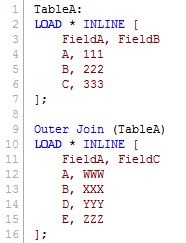 1 TableA:
2 LOAD * INLINE [
3 FieldA, FieldB
4 A, 111
5 B, 222
6 C, 333
7 ];
8
9 Outer Join (TableA)
10 LOAD * INLINE [
11 FieldA, FieldC
12 A, WWW
13 B, XXX
14 D, YYY
15 E, ZZZ
16 ];